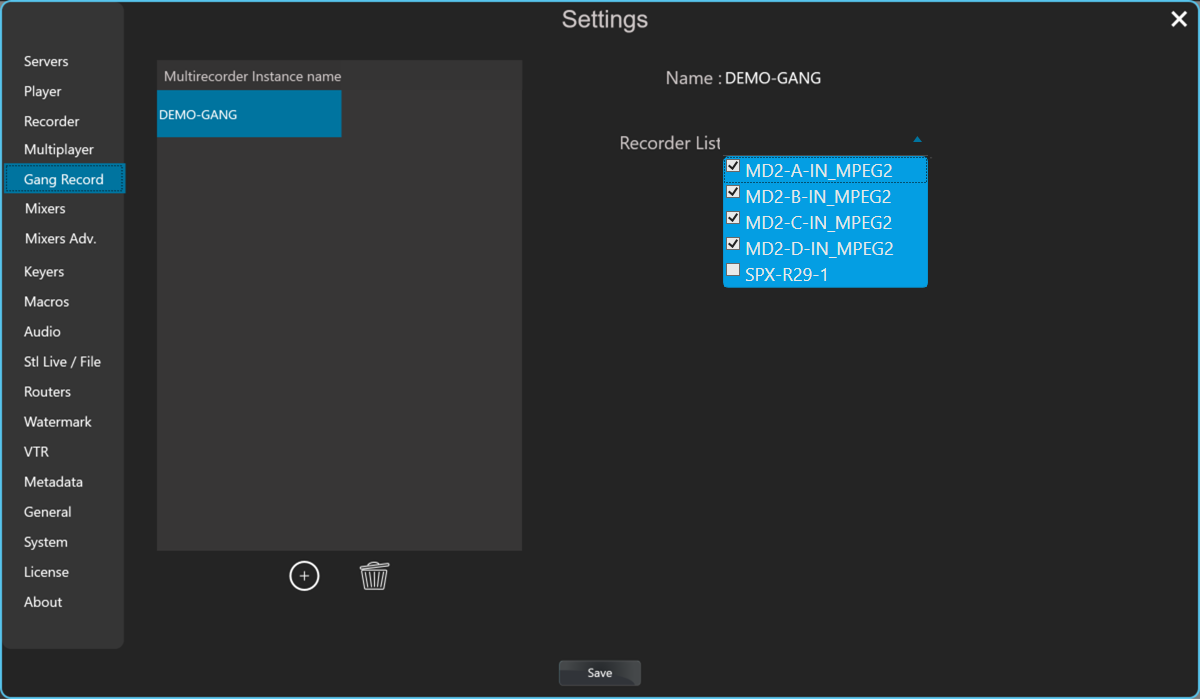 Settings
Servers
Player
Recorder
Multiplayer
Gang Record
Mixers
Mixers Adv.
Keyers
Macros
Audio
Stl Live / File
Routers
Watermark
VTR
Metadata
General
System
License
About
Multirecorder Instance name
DEMO-GANG
Name : DEMO-GANG
Recorder List
MD2-A-IN_MPEG2
MD2-B-IN_MPEG2
MD2-C-IN_MPEG2
MD2-D-IN_MPEG2
SPX-R29-1
Save